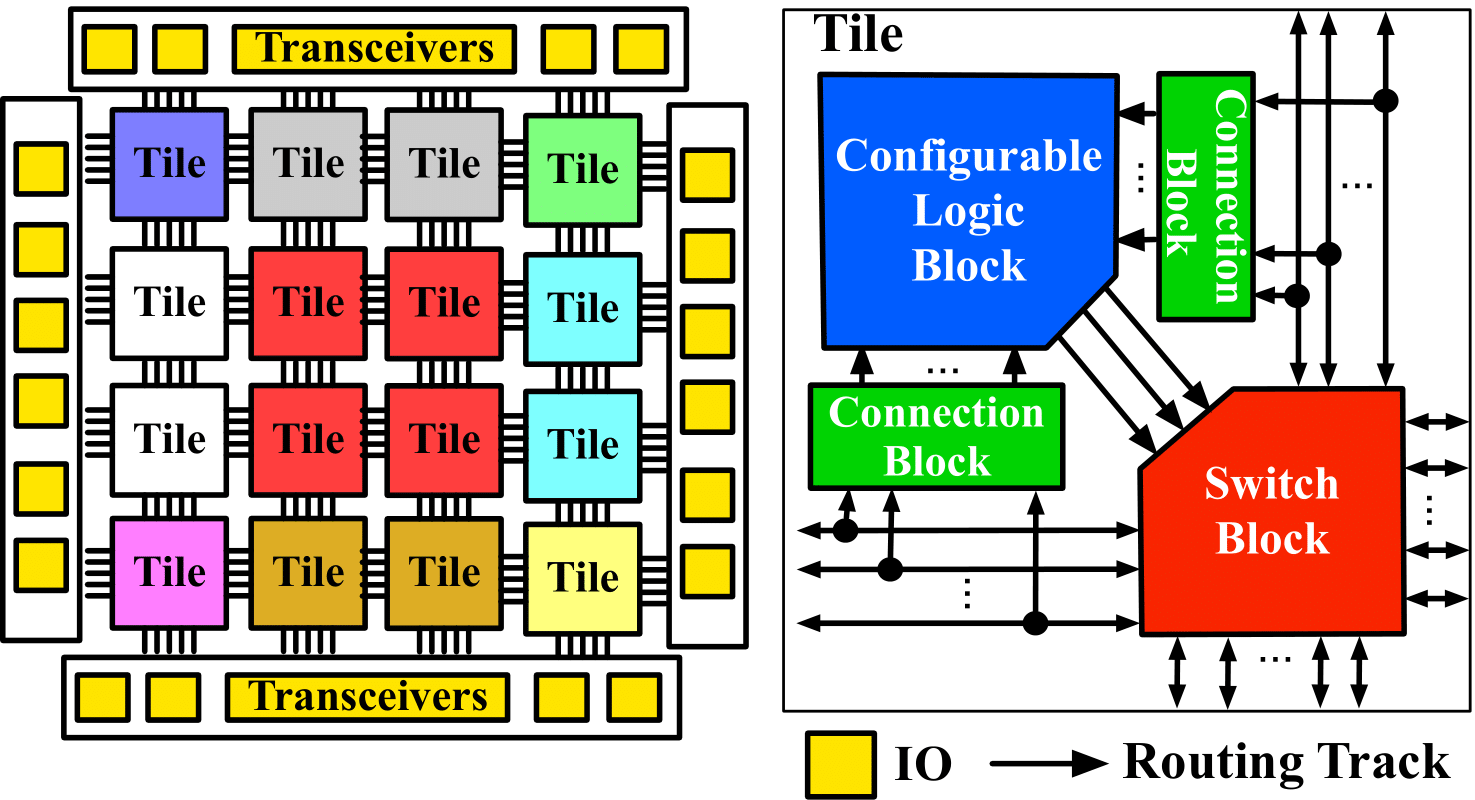 Transceivers
Tile Tile Tile Tile
Tile Tile Tile Tile
Tile Tile Tile Tile
Tile Tile Tile Tile
Transceivers
Tile
Configurable
Logic
Block
Connection
Block
...
...
...
Connection
Block
Switch
Block
...
...
...
IO
Routing Track